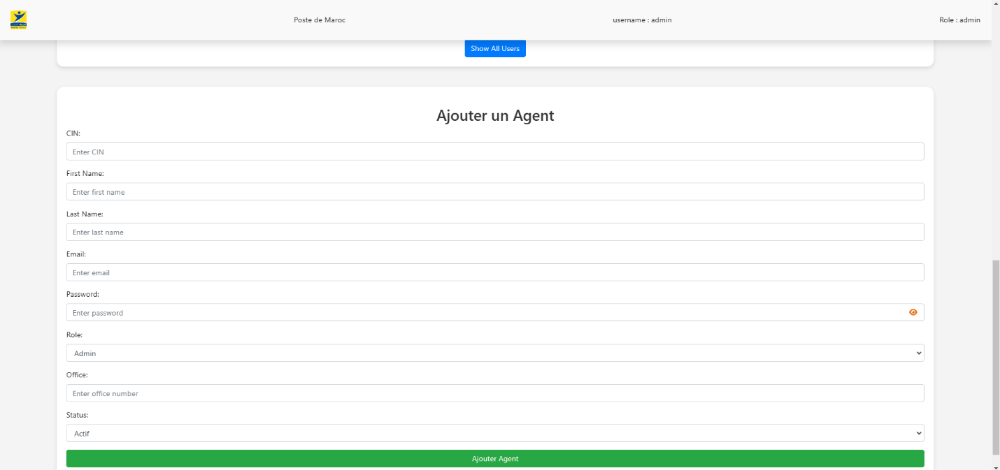 Poste de Maroc
username : admin
Role : admin
Show All Users
Ajouter un Agent
CIN:
Enter CIN
First Name:
Enter first name
Last Name:
Enter last name
Email:
Enter email
Password:
Enter password
Role:
Admin
Office:
Enter office number
Status:
Actif
Ajouter Agent